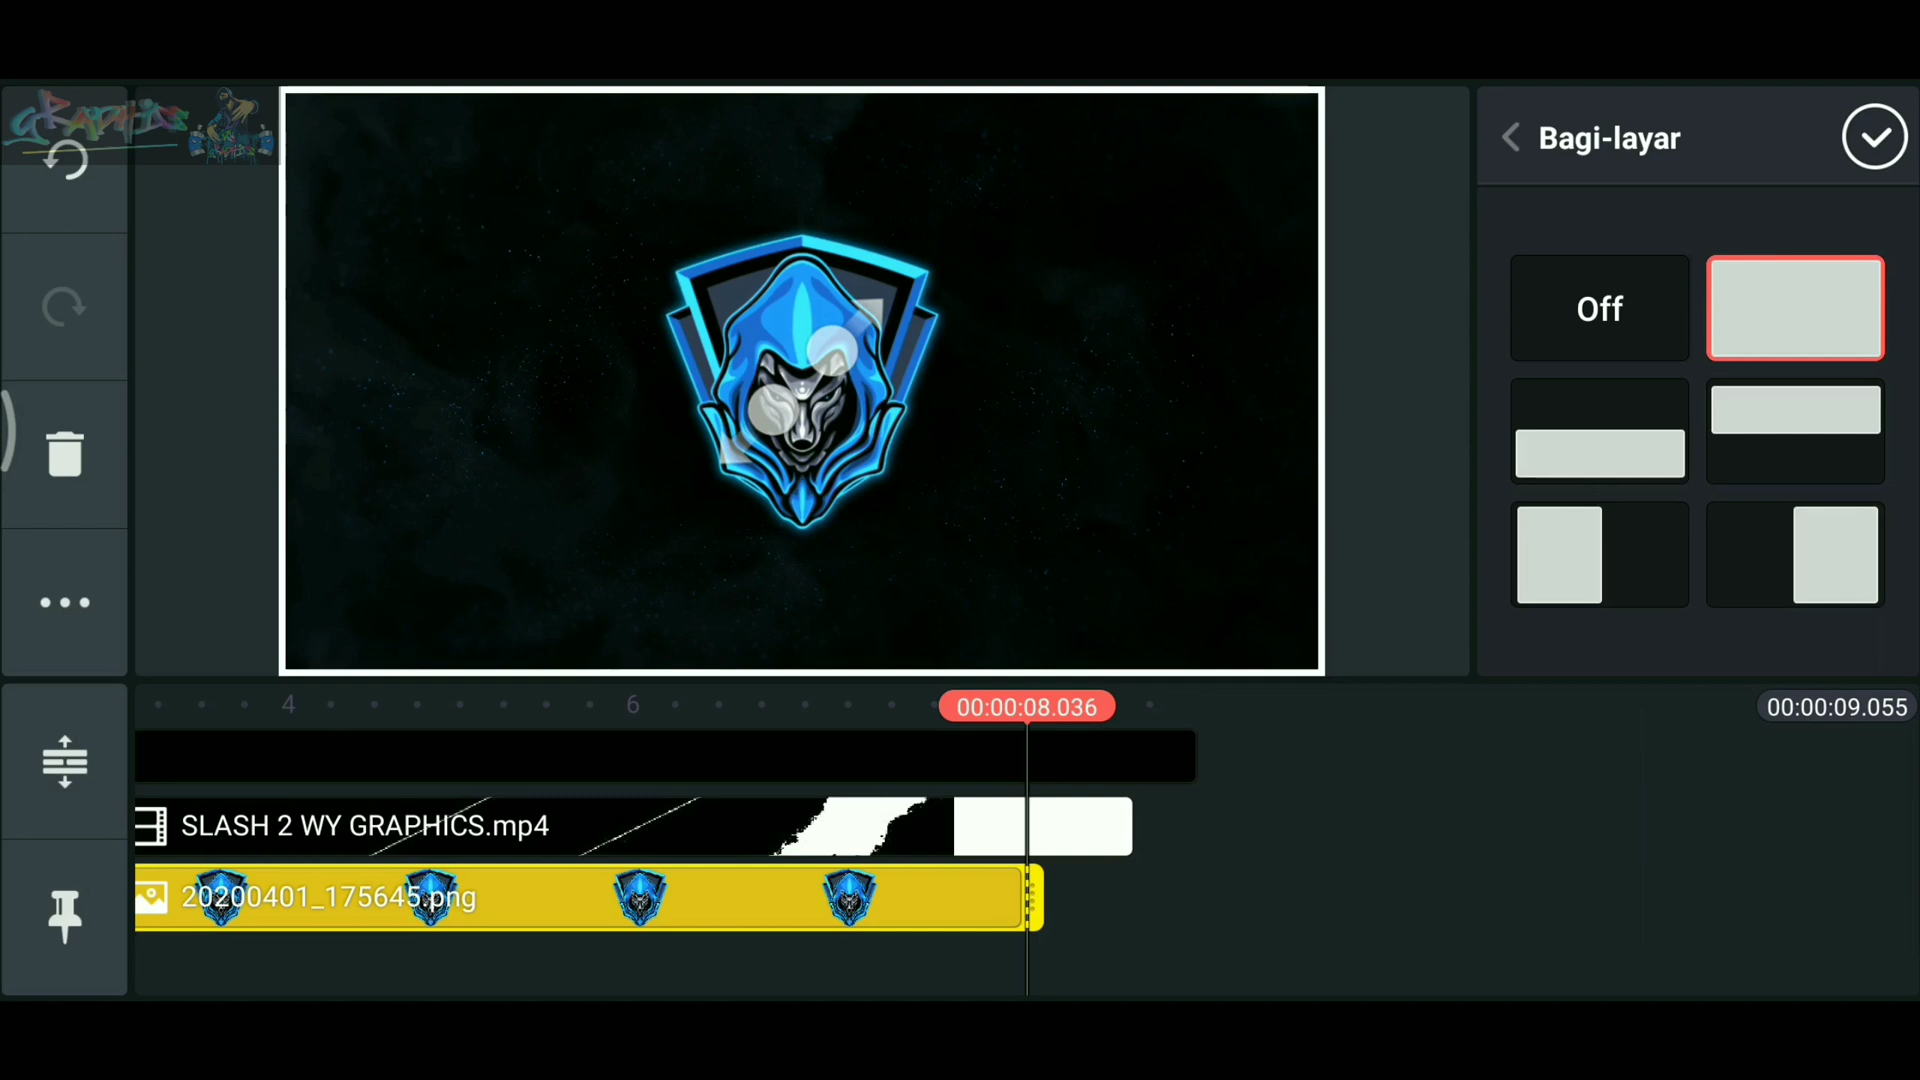 GRAPHICS
Bagi-layar
Off
4
6
00:00:08.036
00:00:09.055
SLASH 2 WY GRAPHICS.mp4
20200401_175645.png